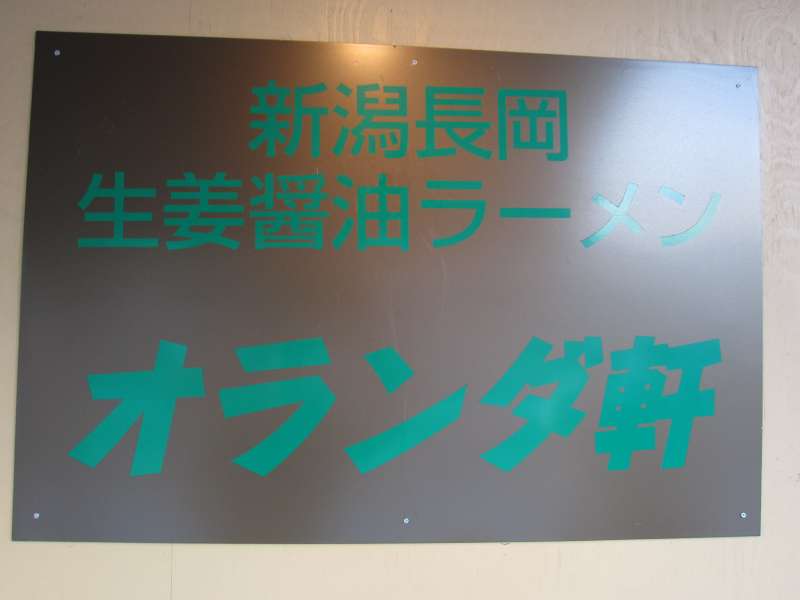 新潟長岡
生姜醤油ラーメン
オランダ軒